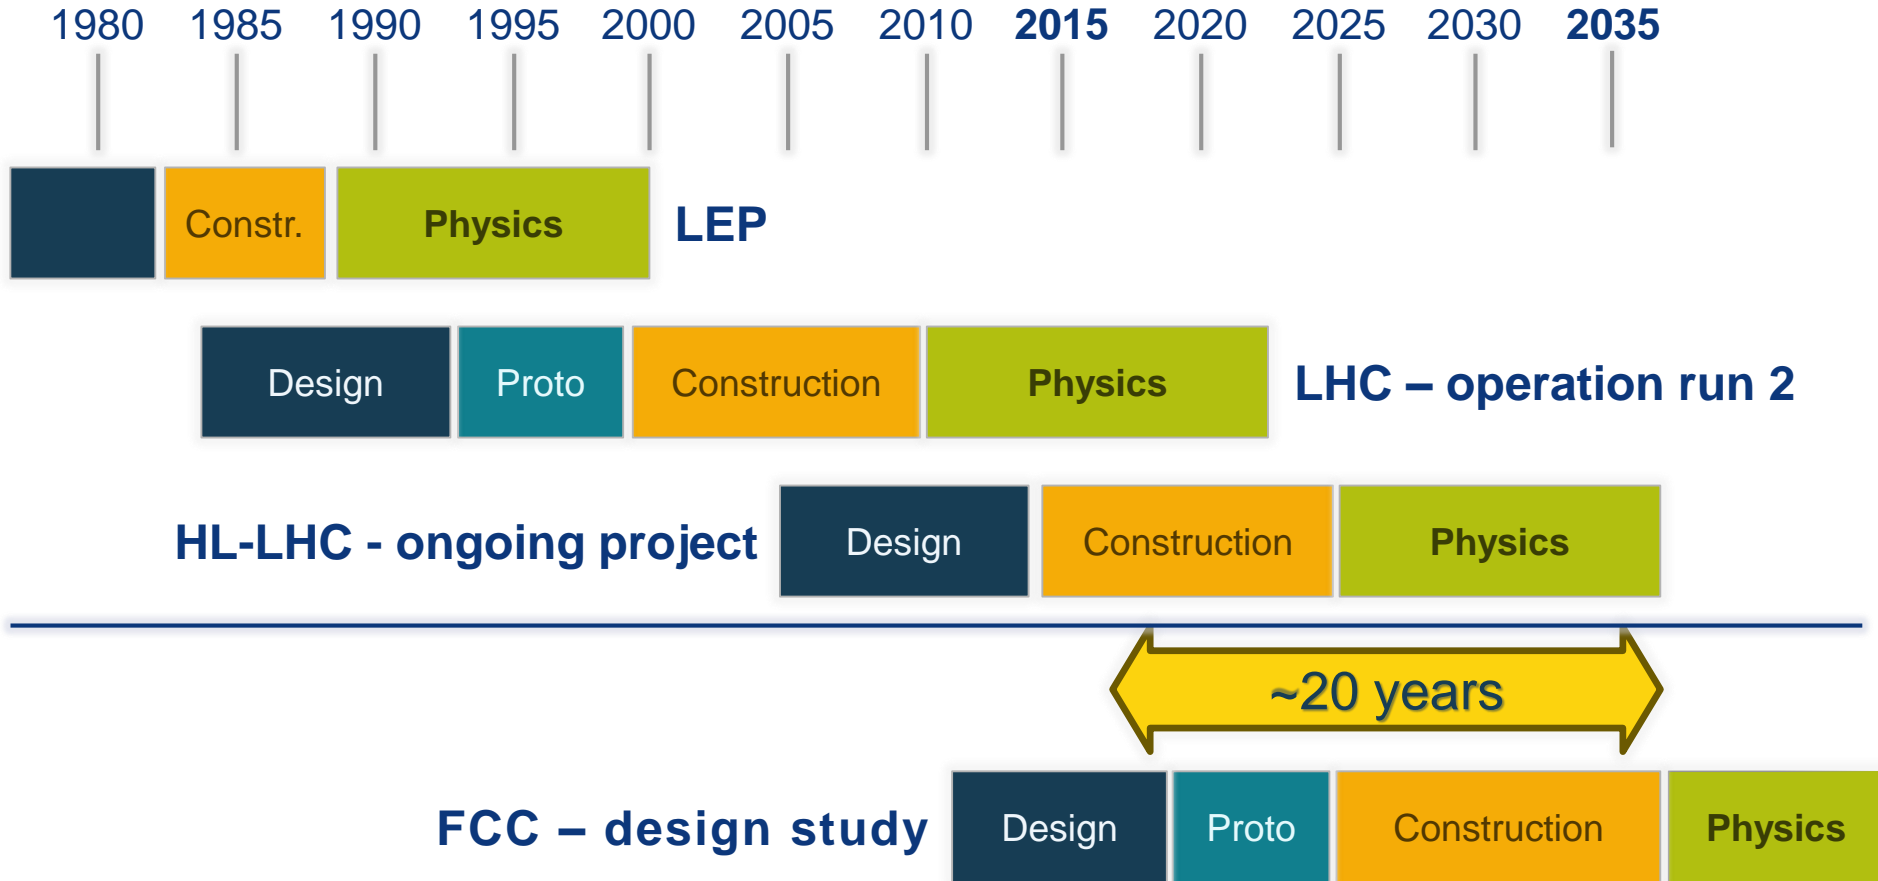 1980 1985 1990 1995 2000 2005 2010 2015 2020 2025 2030 2035
Constr. Physics LEP
Design Proto Construction Physics LHC – operation run 2
HL-LHC - ongoing project Design Construction Physics
~20 years
FCC – design study Design Proto Construction Physics